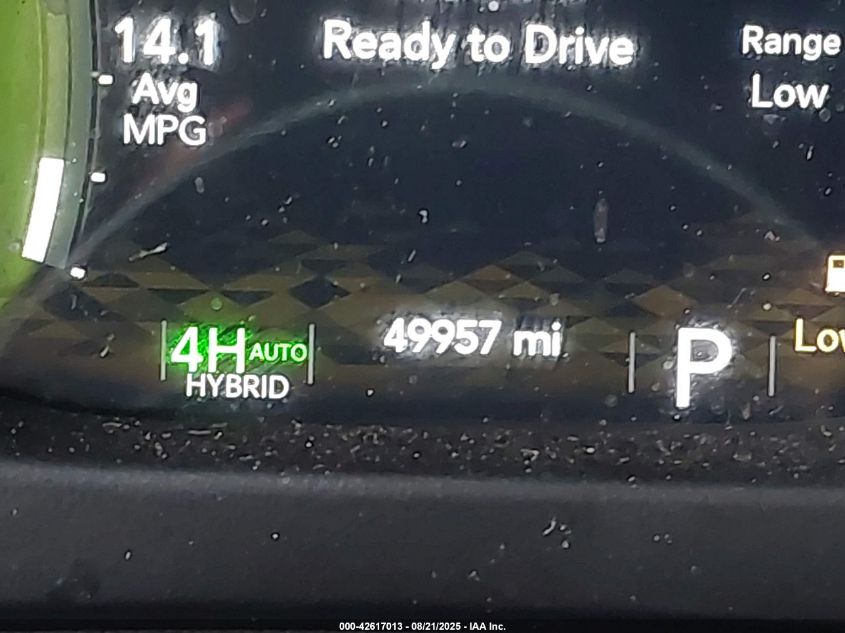 14.1
Avg
MPG
Ready to Drive
Range
Low
4H AUTO
HYBRID
49957 mi
P
000-42617013 - 08/21/2025 - IAA Inc.